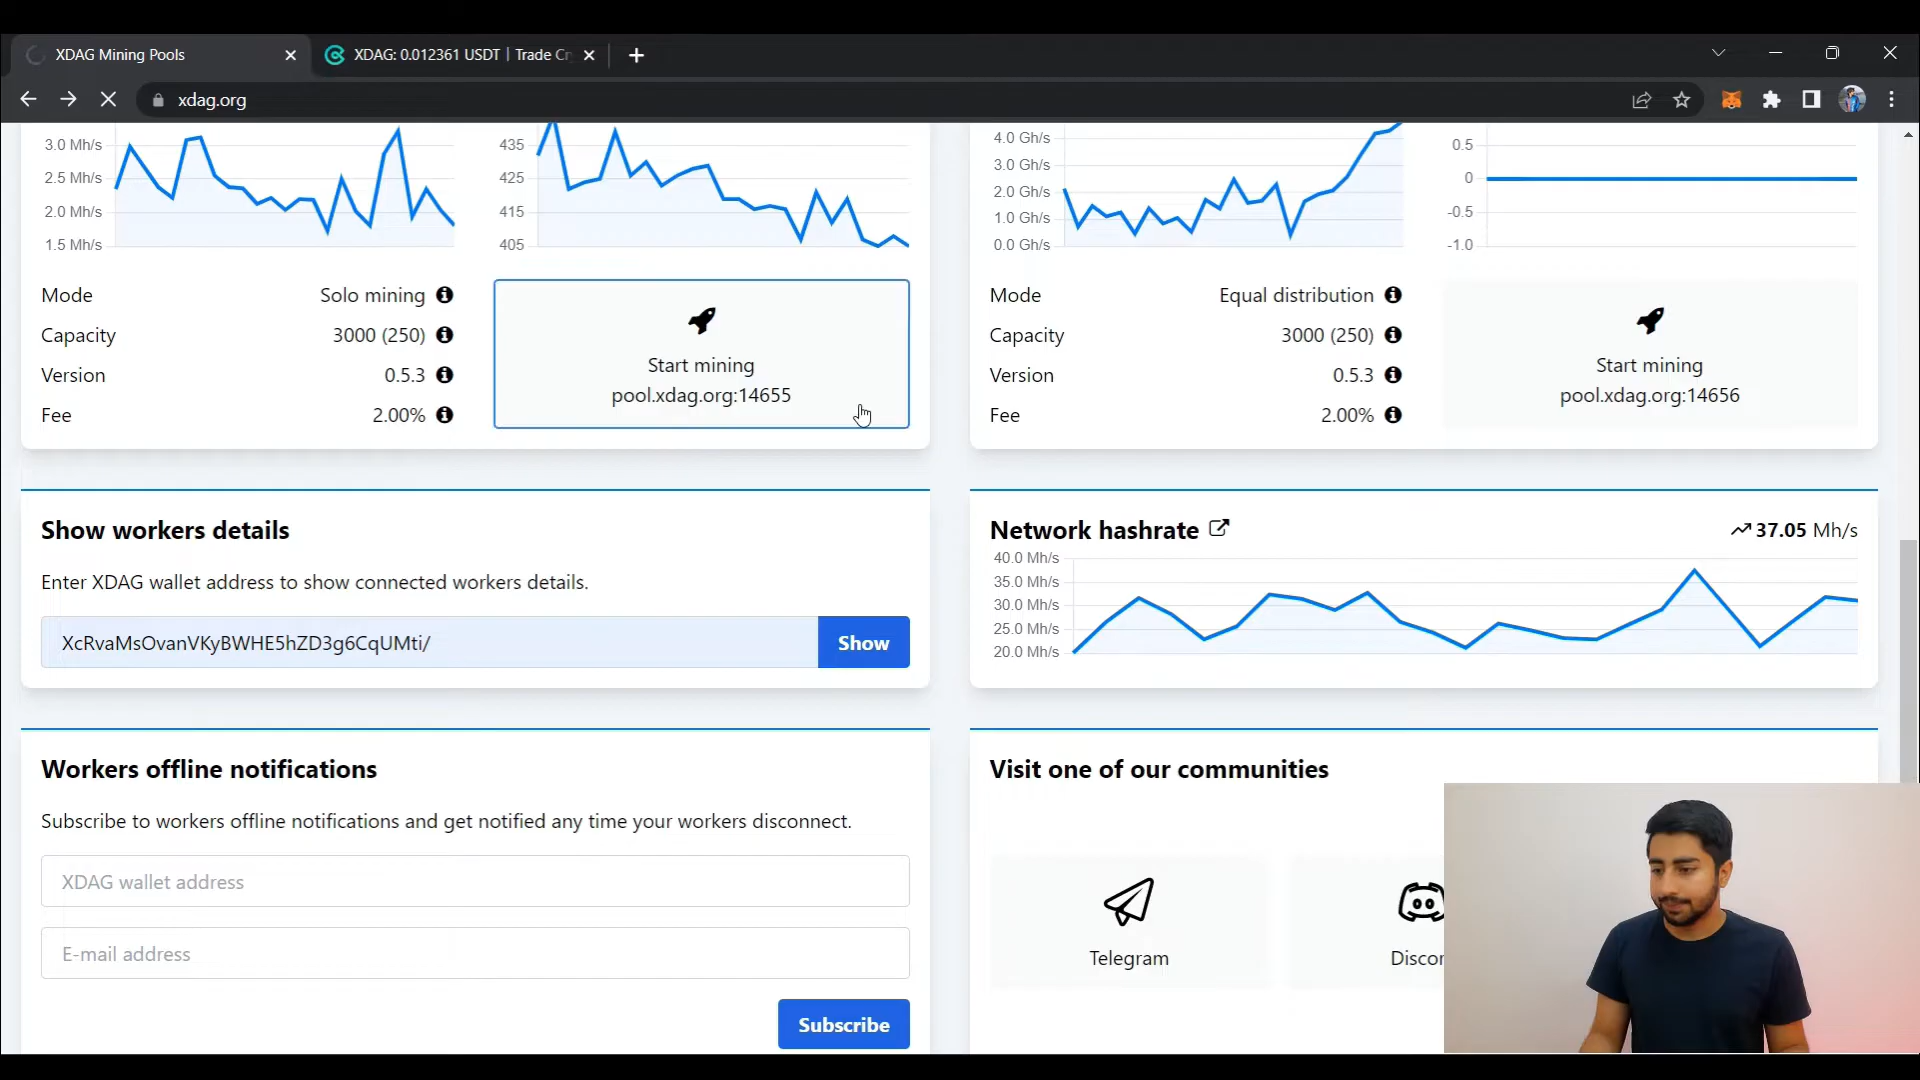 XDAG Mining Pools
XDAG: 0.012361 USDT | Trade Cr
xdag.org
3.0 Mh/s
2.5 Mh/s
2.0 Mh/s
1.5 Mh/s
435
425
415
405
4.0 Gh/s
3.0 Gh/s
2.0 Gh/s
1.0 Gh/s
0.0 Gh/s
0.5
0
-0.5
-1.0
Mode Solo mining
Capacity 3000 (250)
Version 0.5.3
Fee 2.00%
Start mining
pool.xdag.org:14655
Mode Equal distribution
Capacity 3000 (250)
Version 0.5.3
Fee 2.00%
Start mining
pool.xdag.org:14656
Show workers details
Enter XDAG wallet address to show connected workers details.
XcRvaMsOvanVKyBWHE5hZD3g6CqUMti/
Show
Network hashrate
37.05 Mh/s
40.0 Mh/s
35.0 Mh/s
30.0 Mh/s
25.0 Mh/s
20.0 Mh/s
Workers offline notifications
Subscribe to workers offline notifications and get notified any time your workers disconnect.
XDAG wallet address
E-mail address
Subscribe
Visit one of our communities
Telegram
Discor